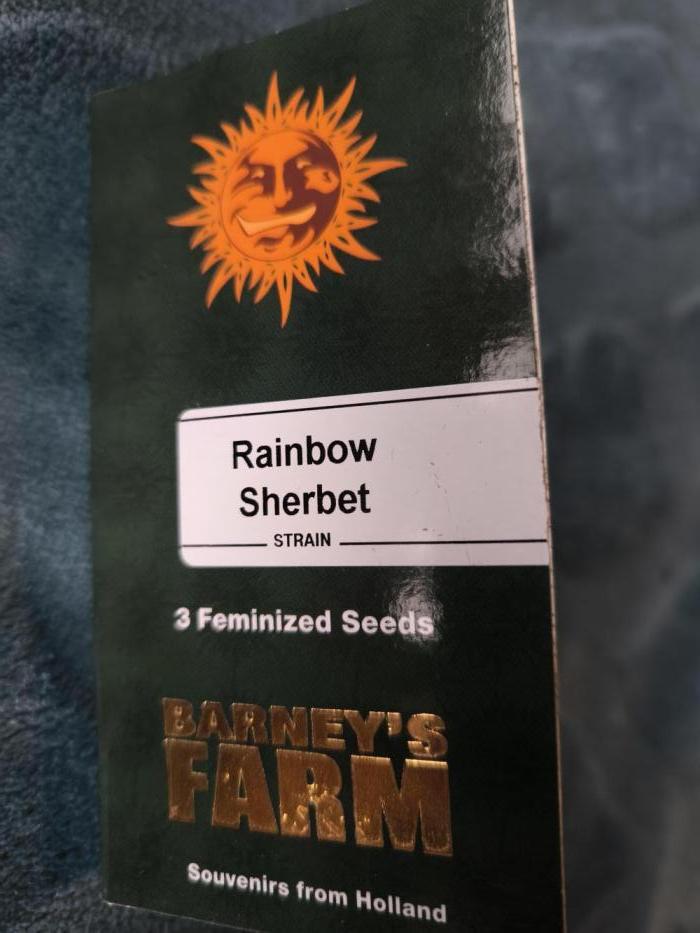 Rainbow
Sherbet
STRAIN
3 Feminized Seeds
BARNEY'S
FARM
Souvenirs from Holland